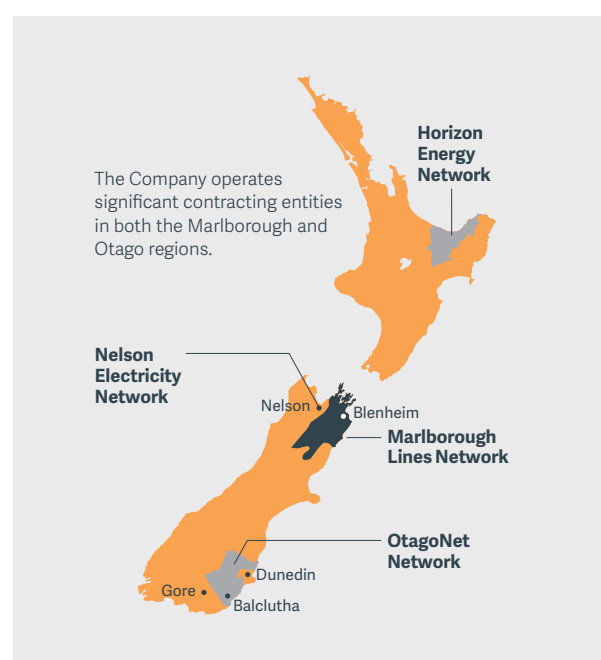 Horizon
Energy
Network
The Company operates
significant contracting entities
in both the Marlborough and
Otago regions.
Nelson
Electricity
Network
Nelson
Blenheim
Marlborough
Lines Network
OtagoNet
Network
Dunedin
Gore
Balclutha